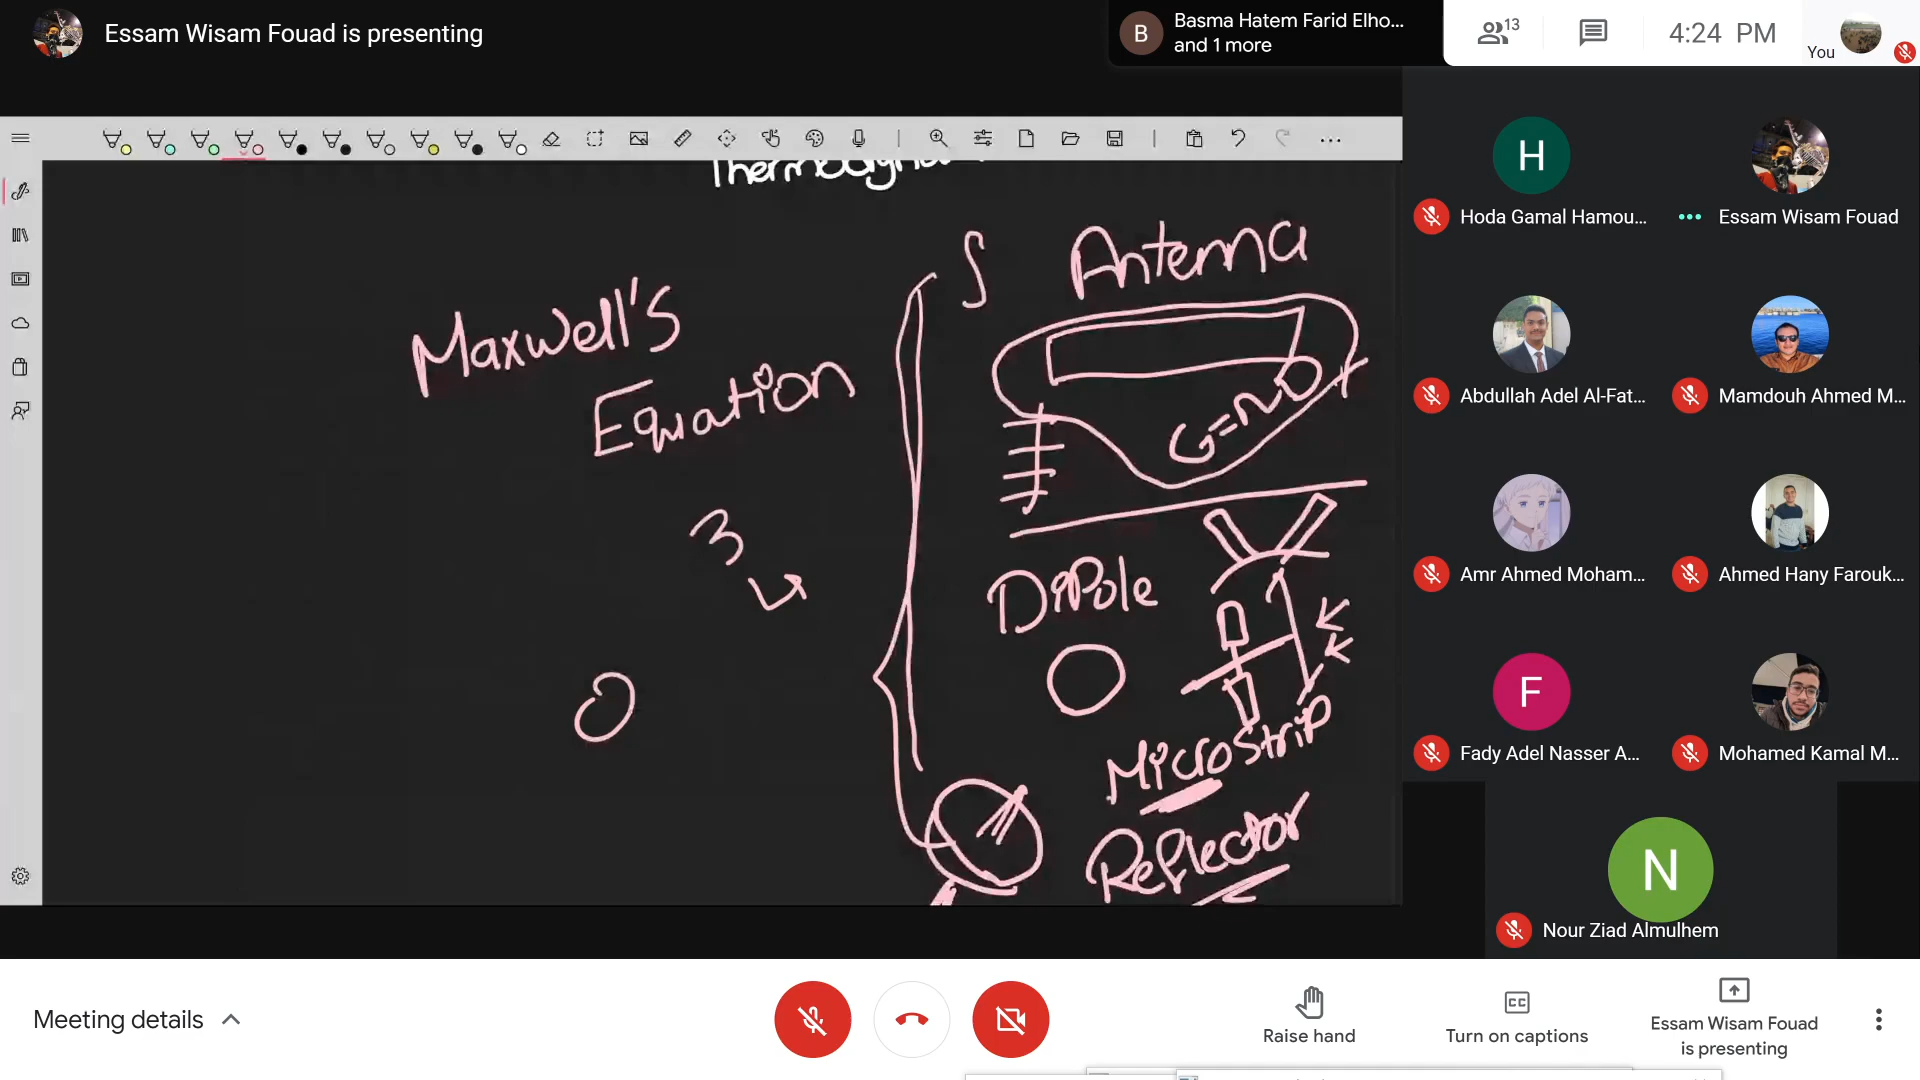 Essam Wisam Fouad is presenting
B
Basma Hatem Farid Elho...
and 1 more
13
4:24 PM
You
Antenna
Maxwell's
Equation
3
Dipole
Microstrip
Reflector
H
Hoda Gamal Hamou...
Essam Wisam Fouad
Abdullah Adel Al-Fat...
Mamdouh Ahmed M...
Amr Ahmed Moham...
Ahmed Hany Farouk...
F
Fady Adel Nasser A...
Mohamed Kamal M...
N
Nour Ziad Almulhem
Meeting details
Raise hand
CC
Turn on captions
Essam Wisam Fouad
is presenting